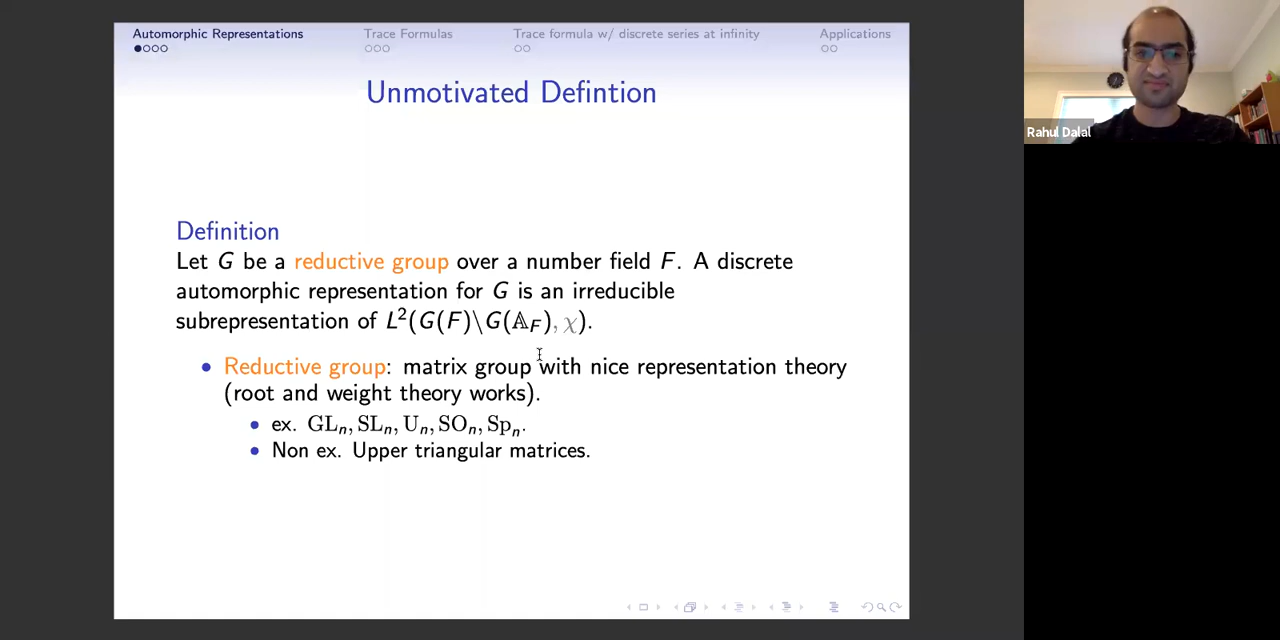 Automorphic Representations Trace Formulas Trace formula w/ discrete series at infinity Applications
Unmotivated Defintion
Definition
Let G be a reductive group over a number field F. A discrete
automorphic representation for G is an irreducible
subrepresentation of L²(G(F)\G(𝔸_F), χ).
• Reductive group: matrix group with nice representation theory
(root and weight theory works).
• ex. GL_n, SL_n, U_n, SO_n, Sp_n.
• Non ex. Upper triangular matrices.
Rahul Dalal